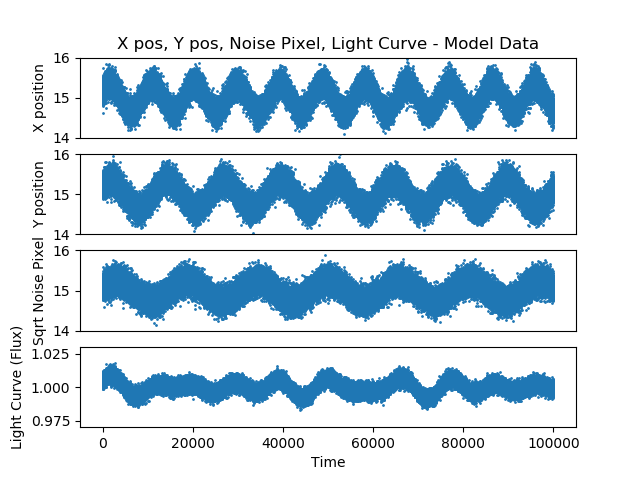 X pos, Y pos, Noise Pixel, Light Curve - Model Data
16
15
14
X position
16
15
14
Y position
16
15
14
Sqrt Noise Pixel
1.025
1.000
0.975
Light Curve (Flux)
0 20000 40000 60000 80000 100000
Time